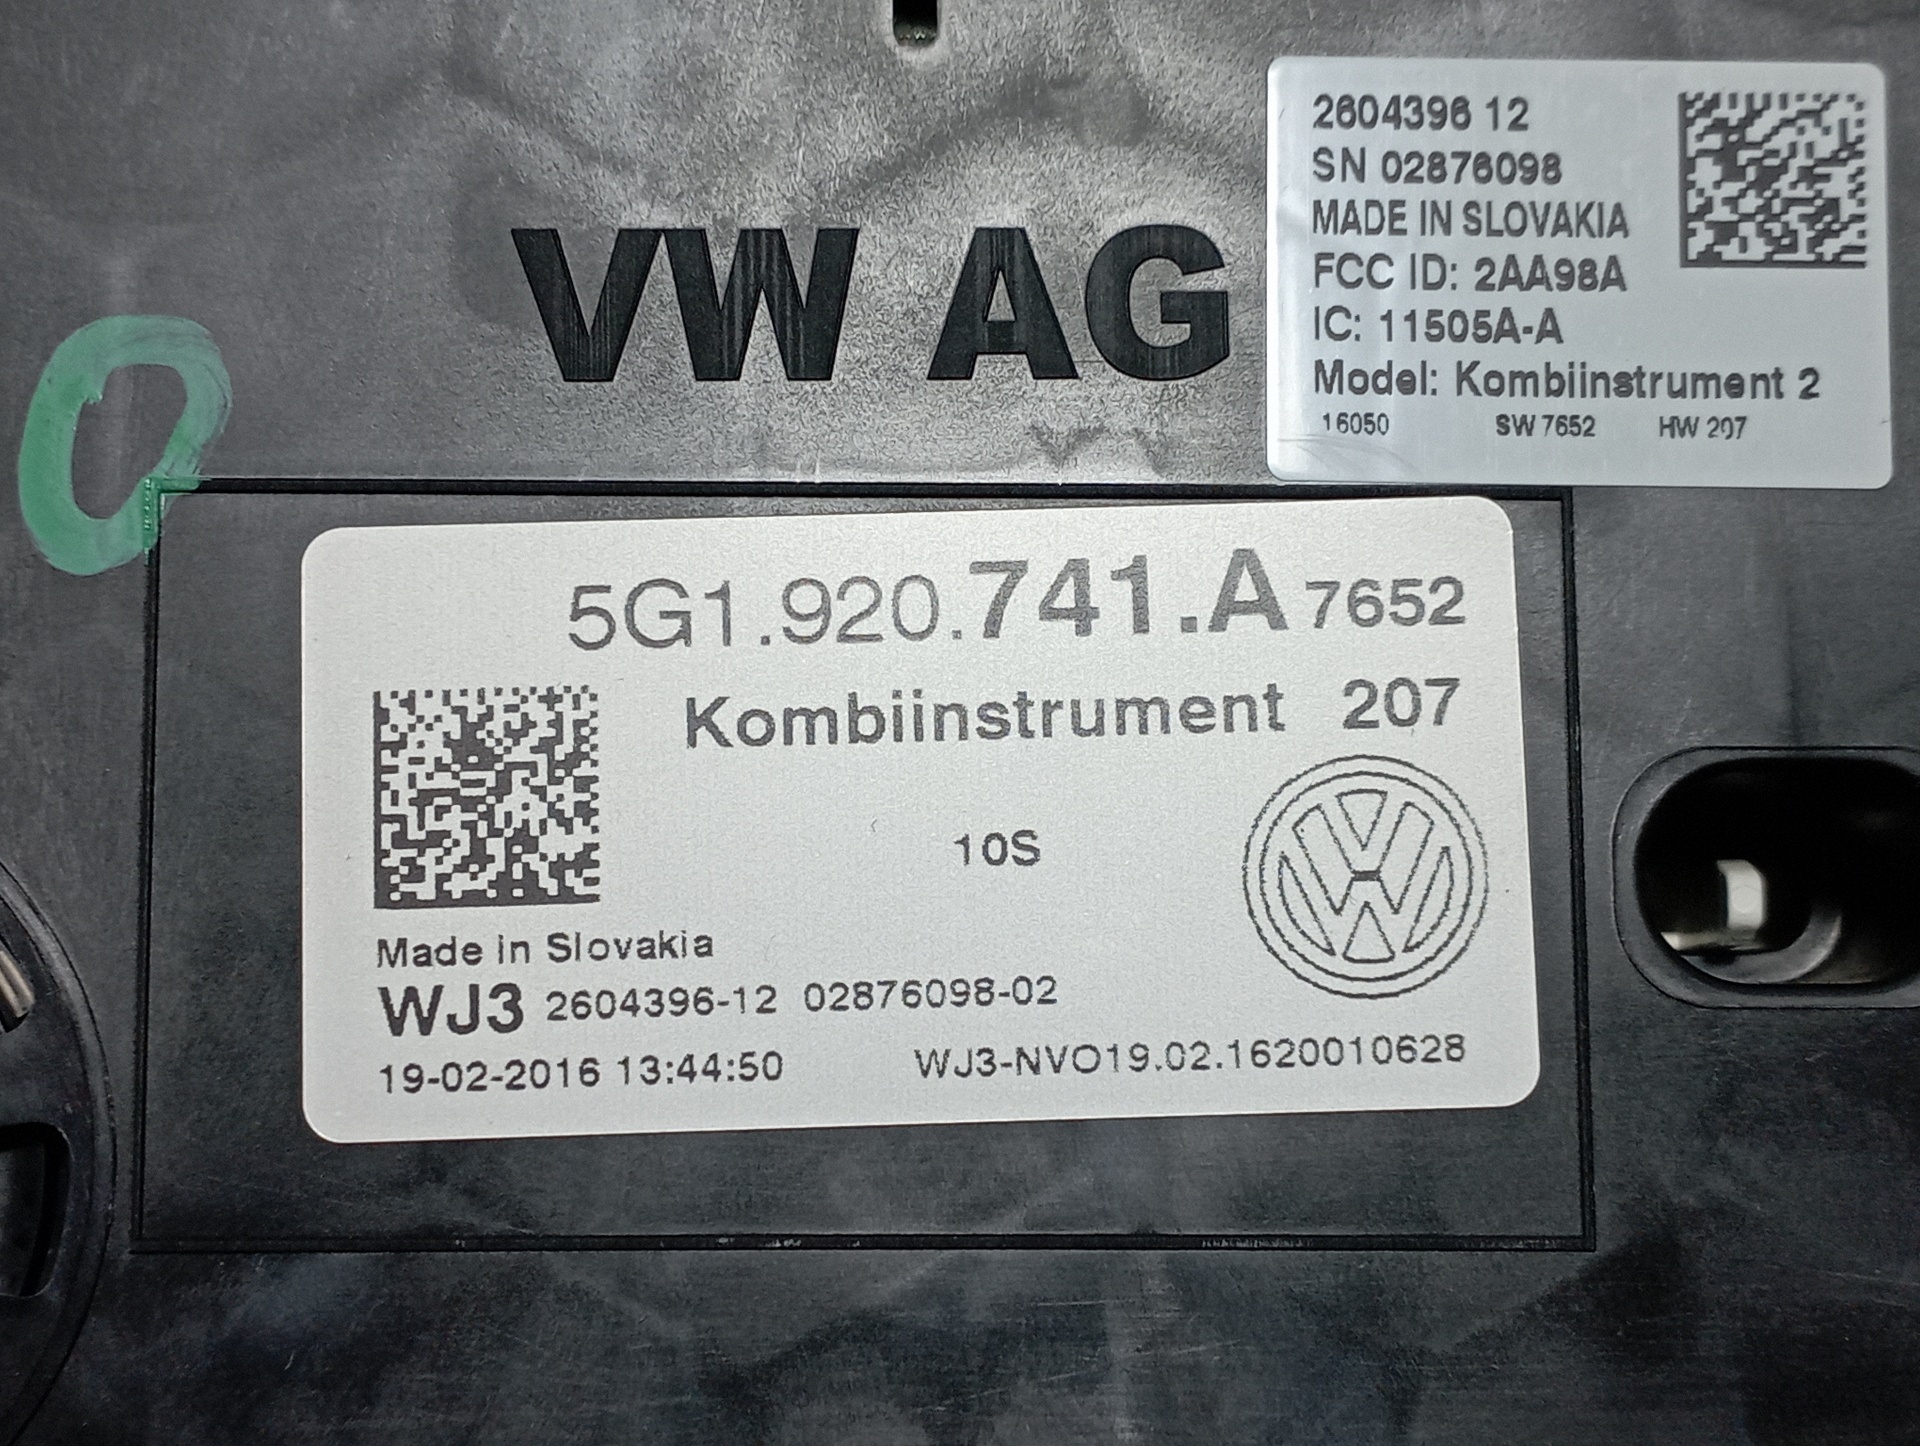 VW AG
2604396 12
SN 02876098
MADE IN SLOVAKIA
FCC ID: 2AA98A
IC: 11505A-A
Model: Kombiinstrument 2
16050 SW 7652 HW 207
5G1.920.741.A 7652
Kombiinstrument 207
10S
Made in Slovakia
WJ3 2604396-12 02876098-02
19-02-2016 13:44:50 WJ3-NVO19.02.1620010628